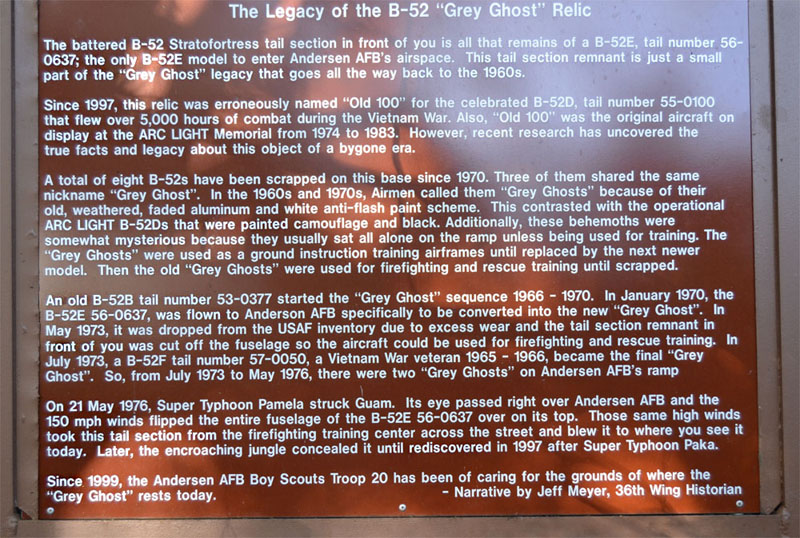 The Legacy of the B-52 "Grey Ghost" Relic
The battered B-52 Stratofortress tail section in front of you is all that remains of a B-52E, tail number 56-
0637; the only B-52E model to enter Andersen AFB's airspace. This tail section remnant is just a small
part of the "Grey Ghost" legacy that goes all the way back to the 1960s.
Since 1997, this relic was erroneously named "Old 100" for the celebrated B-52D, tail number 55-0100
that flew over 5,000 hours of combat during the Vietnam War. Also, "Old 100" was the original aircraft on
display at the ARC LIGHT Memorial from 1974 to 1983. However, recent research has uncovered the
true facts and legacy about this object of a bygone era.
A total of eight B-52s have been scrapped on this base since 1970. Three of them shared the same
nickname "Grey Ghost". In the 1960s and 1970s, Airmen called them "Grey Ghosts" because of their
old, weathered, faded aluminum and white anti-flash paint scheme. This contrasted with the operational
ARC LIGHT B-52Ds that were painted camouflage and black. Additionally, these behemoths were
somewhat mysterious because they usually sat all alone on the ramp unless being used for training. The
"Grey Ghosts" were used as a ground instruction training airframes until replaced by the next newer
model. Then the old "Grey Ghosts" were used for firefighting and rescue training until scrapped.
An old B-52B tail number 53-0377 started the "Grey Ghost" sequence 1966 - 1970. In January 1970, the
B-52E 56-0637, was flown to Anderson AFB specifically to be converted into the new "Grey Ghost". In
May 1973, it was dropped from the USAF inventory due to excess wear and the tail section remnant in
front of you was cut off the fuselage so the aircraft could be used for firefighting and rescue training. In
July 1973, a B-52F tail number 57-0050, a Vietnam War veteran 1965 - 1966, became the final "Grey
Ghost". So, from July 1973 to May 1976, there were two "Grey Ghosts" on Andersen AFB's ramp
On 21 May 1976, Super Typhoon Pamela struck Guam. Its eye passed right over Andersen AFB and the
150 mph winds flipped the entire fuselage of the B-52E 56-0637 over on its top. Those same high winds
took this tail section from the firefighting training center across the street and blew it to where you see it
today. Later, the encroaching jungle concealed it until rediscovered in 1997 after Super Typhoon Paka.
Since 1999, the Andersen AFB Boy Scouts Troop 20 has been of caring for the grounds of where the
"Grey Ghost" rests today. - Narrative by Jeff Meyer, 36th Wing Historian